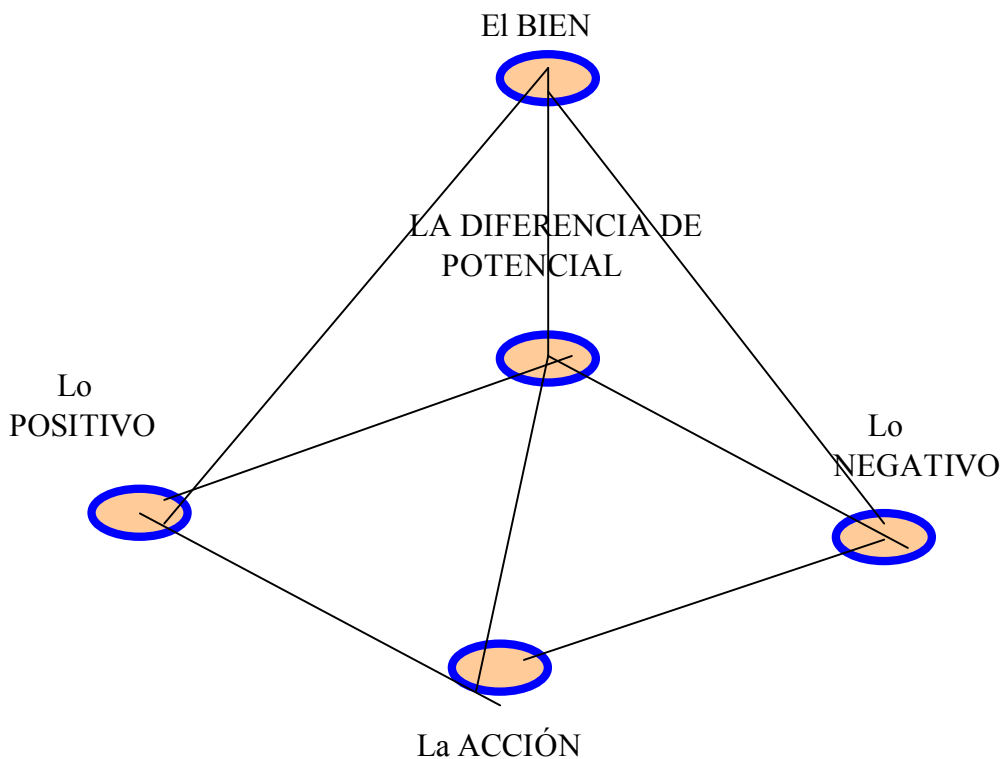 El BIEN
LA DIFERENCIA DE
POTENCIAL
Lo
POSITIVO
Lo
NEGATIVO
La ACCIÓN